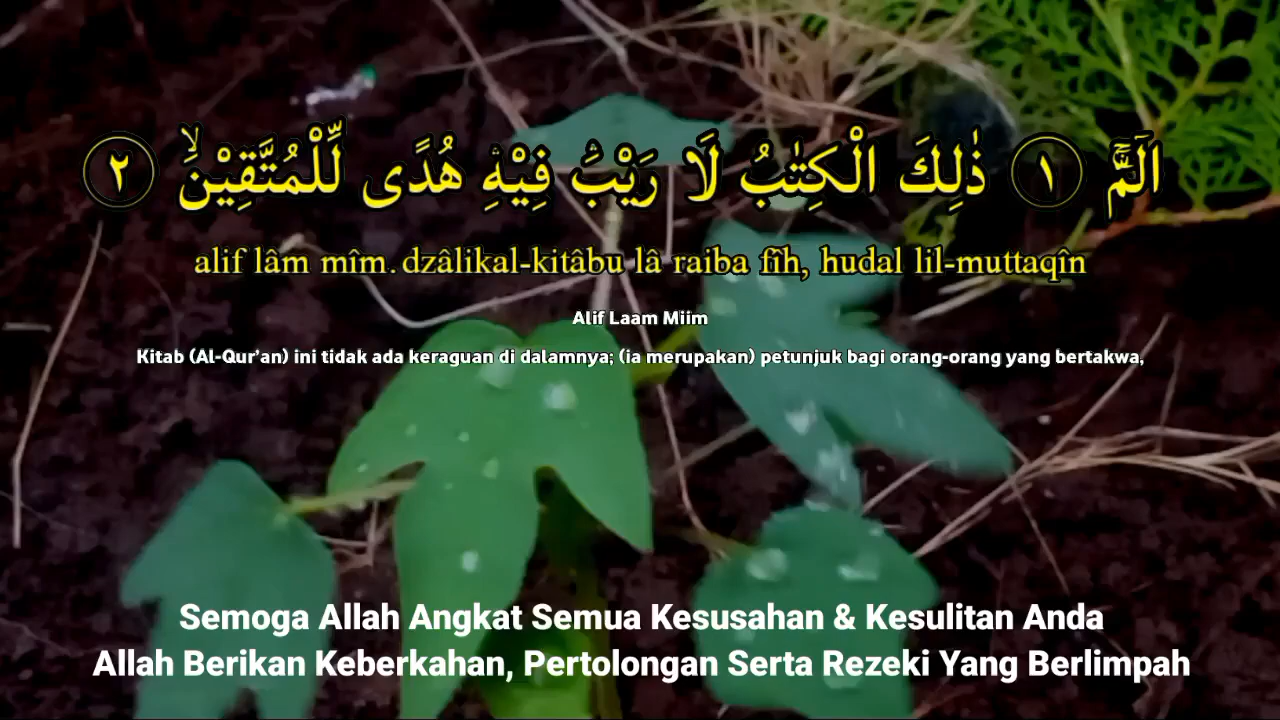 الۤمّۤ ١ ذٰلِكَ الْكِتٰبُ لَا رَيْبَۛ فِيْهِۛ هُدًى لِّلْمُتَّقِيْنَۙ ٢
alif lâm mîm. dzâlikal-kitâbu lâ raiba fîh, hudal lil-muttaqîn
Alif Laam Miim
Kitab (Al-Qur’an) ini tidak ada keraguan di dalamnya; (ia merupakan) petunjuk bagi orang-orang yang bertakwa,
Semoga Allah Angkat Semua Kesusahan & Kesulitan Anda
Allah Berikan Keberkahan, Pertolongan Serta Rezeki Yang Berlimpah